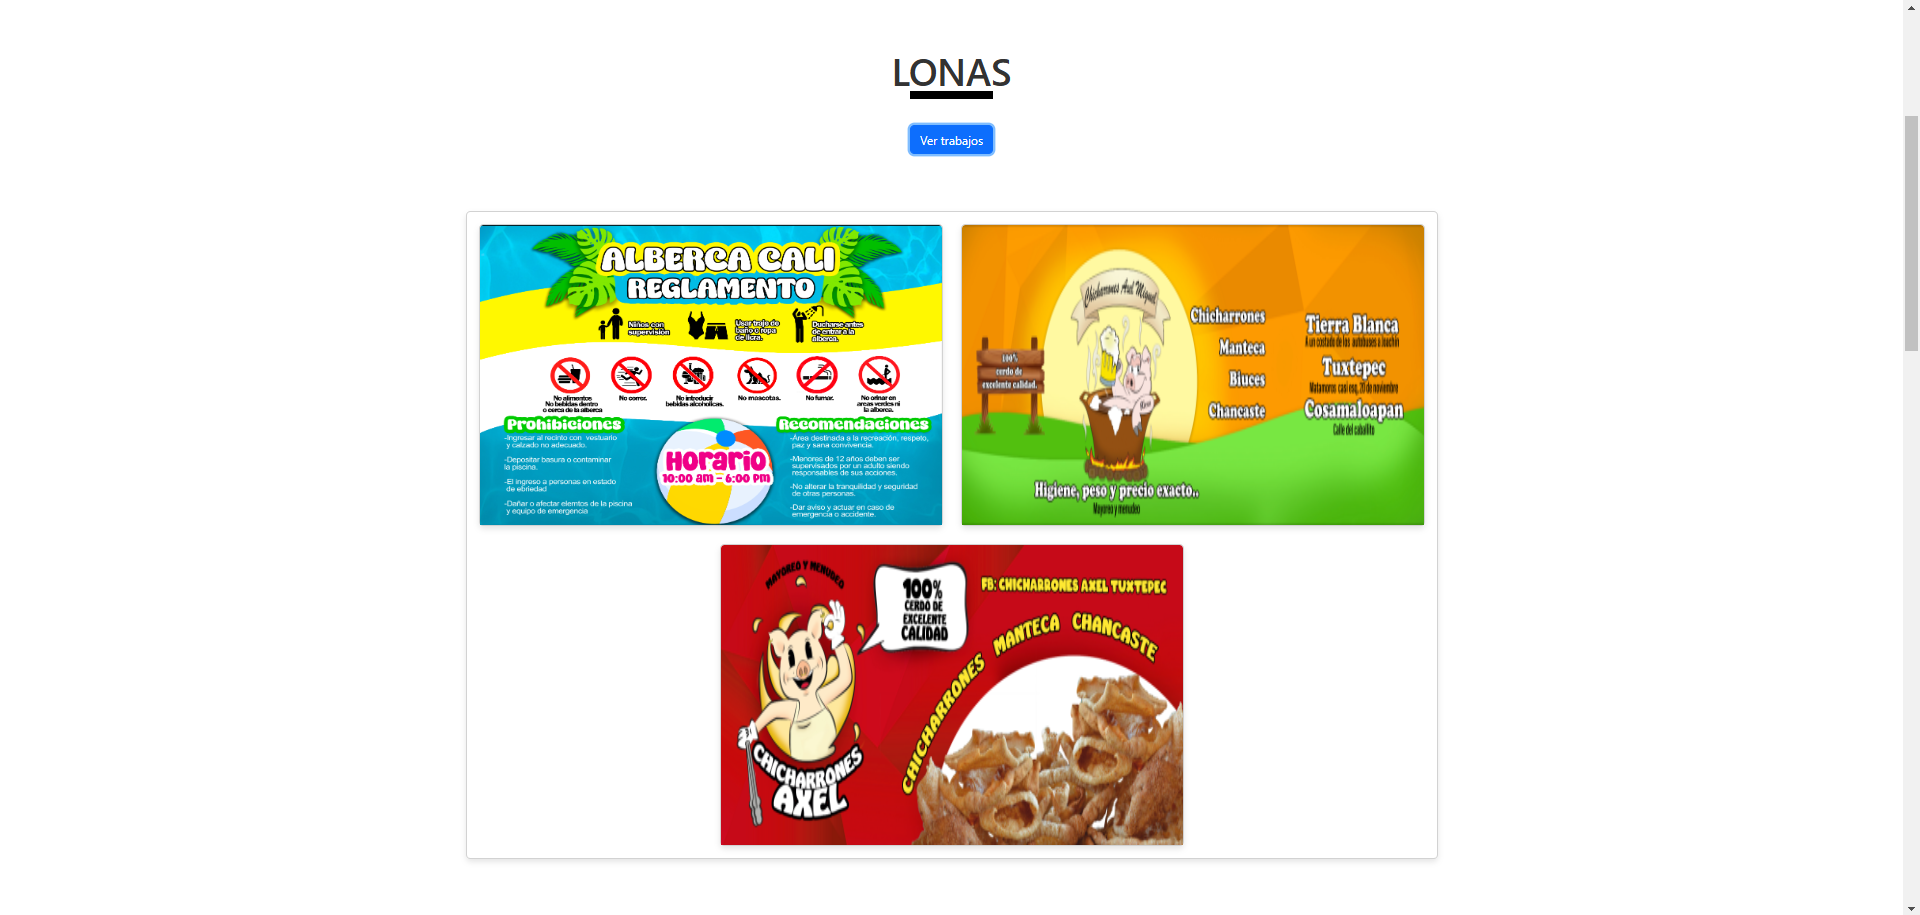 LONAS
Ver trabajos
ALBERCA CALI
REGLAMENTO
Niños con
supervisión
Usar traje de
baño o ropa
de licra.
Ducharse antes
de entrar a la
alberca.
No alimentos
No bebidas dentro
o cerca de la alberca
No correr.
No introducir
bebidas alcoholicas.
No mascotas.
No fumar.
No orinar en
areas verdes ni
la alberca.
Prohibiciones
-Ingresar al recinto con vestuario
y calzado no adecuado.
-Depositar basura o contaminar
la piscina.
-El ingreso a personas en estado
de ebriedad
-Dañar o afectar elemtos de la piscina
y equipo de emergencia
Horario
10:00 am - 6:00 PM
Recomendaciones
-Area destinada a la recreación, respeto,
paz y sana convivencia.
-Menores de 12 años deben ser
supervisados por un adulto siendo
responsables de sus acciones.
-No alterar la tranquilidad y seguridad
de otras personas.
-Dar aviso y actuar en caso de
emergencia o accidente.
Chicharrones Axel Miguel
100%
cerdo de
excelente calidad.
Chicharrones
Manteca
Biuces
Chancaste
Tierra Blanca
A un costado de los autobuses a Joachin
Tuxtepec
Matamoros casi esq. 20 de noviembre
Cosamaloapan
Calle del caballito
Higiene, peso y precio exacto..
Mayoreo y menudeo
MAYOREO Y MENUDEO
100%
CERDO DE
EXCELENTE
CALIDAD
FB: CHICHARRONES AXEL TUXTEPEC
CHICHARRONES MANTECA CHANCASTE
CHICHARRONES
AXEL